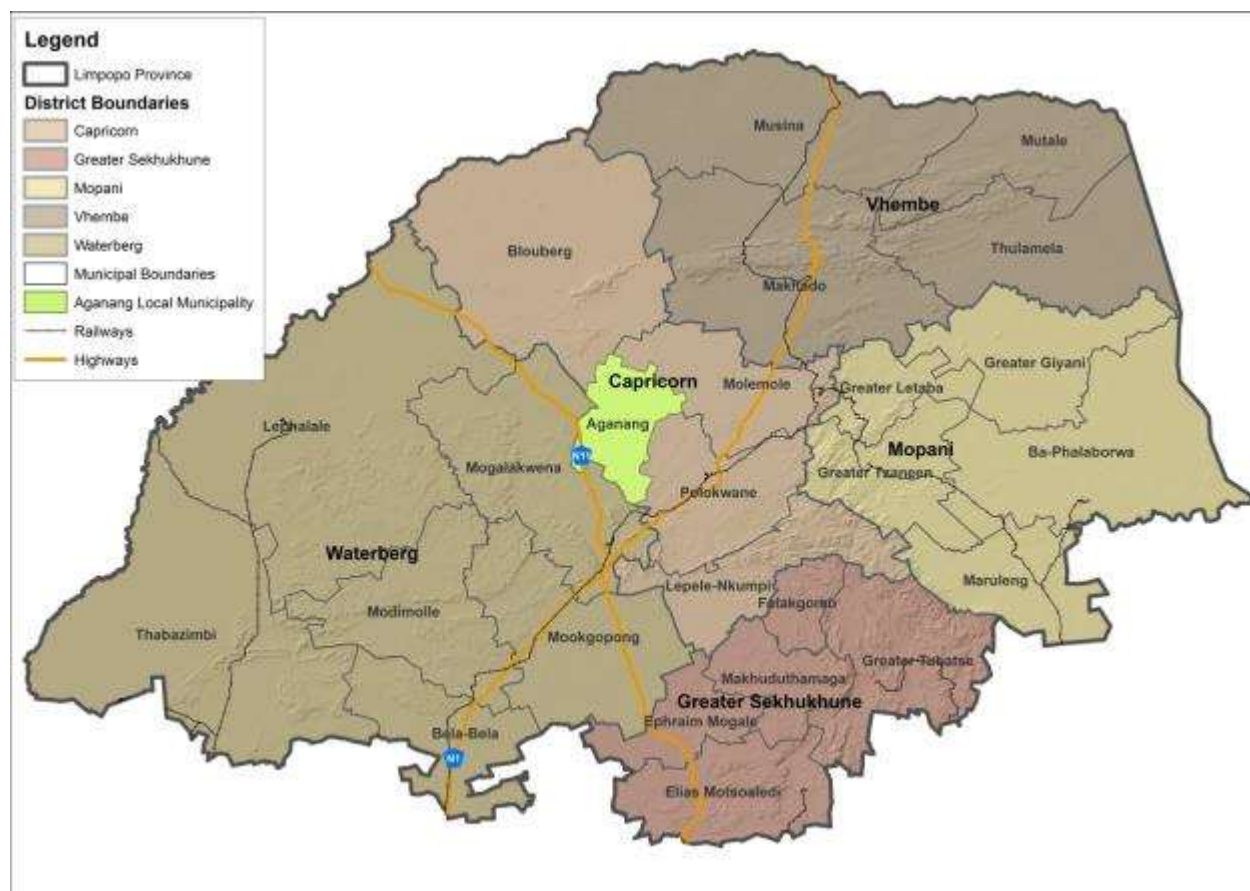 Legend
Limpopo Province
District Boundaries
Capricorn
Greater Sekhukhune
Mopani
Vhembe
Waterberg
Municipal Boundaries
Aganang Local Municipality
Railways
Highways
Musina
Mutale
Vhembe
Blouberg
Thulamela
Makhado
Greater Giyani
Capricorn
Molemole
Greater Letaba
Lephalale
Aganang
Mopani
Ba-Phalaborwa
N11
Mogalakwena
Greater Tzaneen
Polokwane
Waterberg
Lepele-Nkumpi
Maruleng
Fatakgomo
Modimolle
Thabazimbi
Mookgopong
Greater Tubatse
Makhuduthamaga
Greater Sekhukhune
Ephraim Mogale
Bela-Bela
N1
Elias Motsoaledi